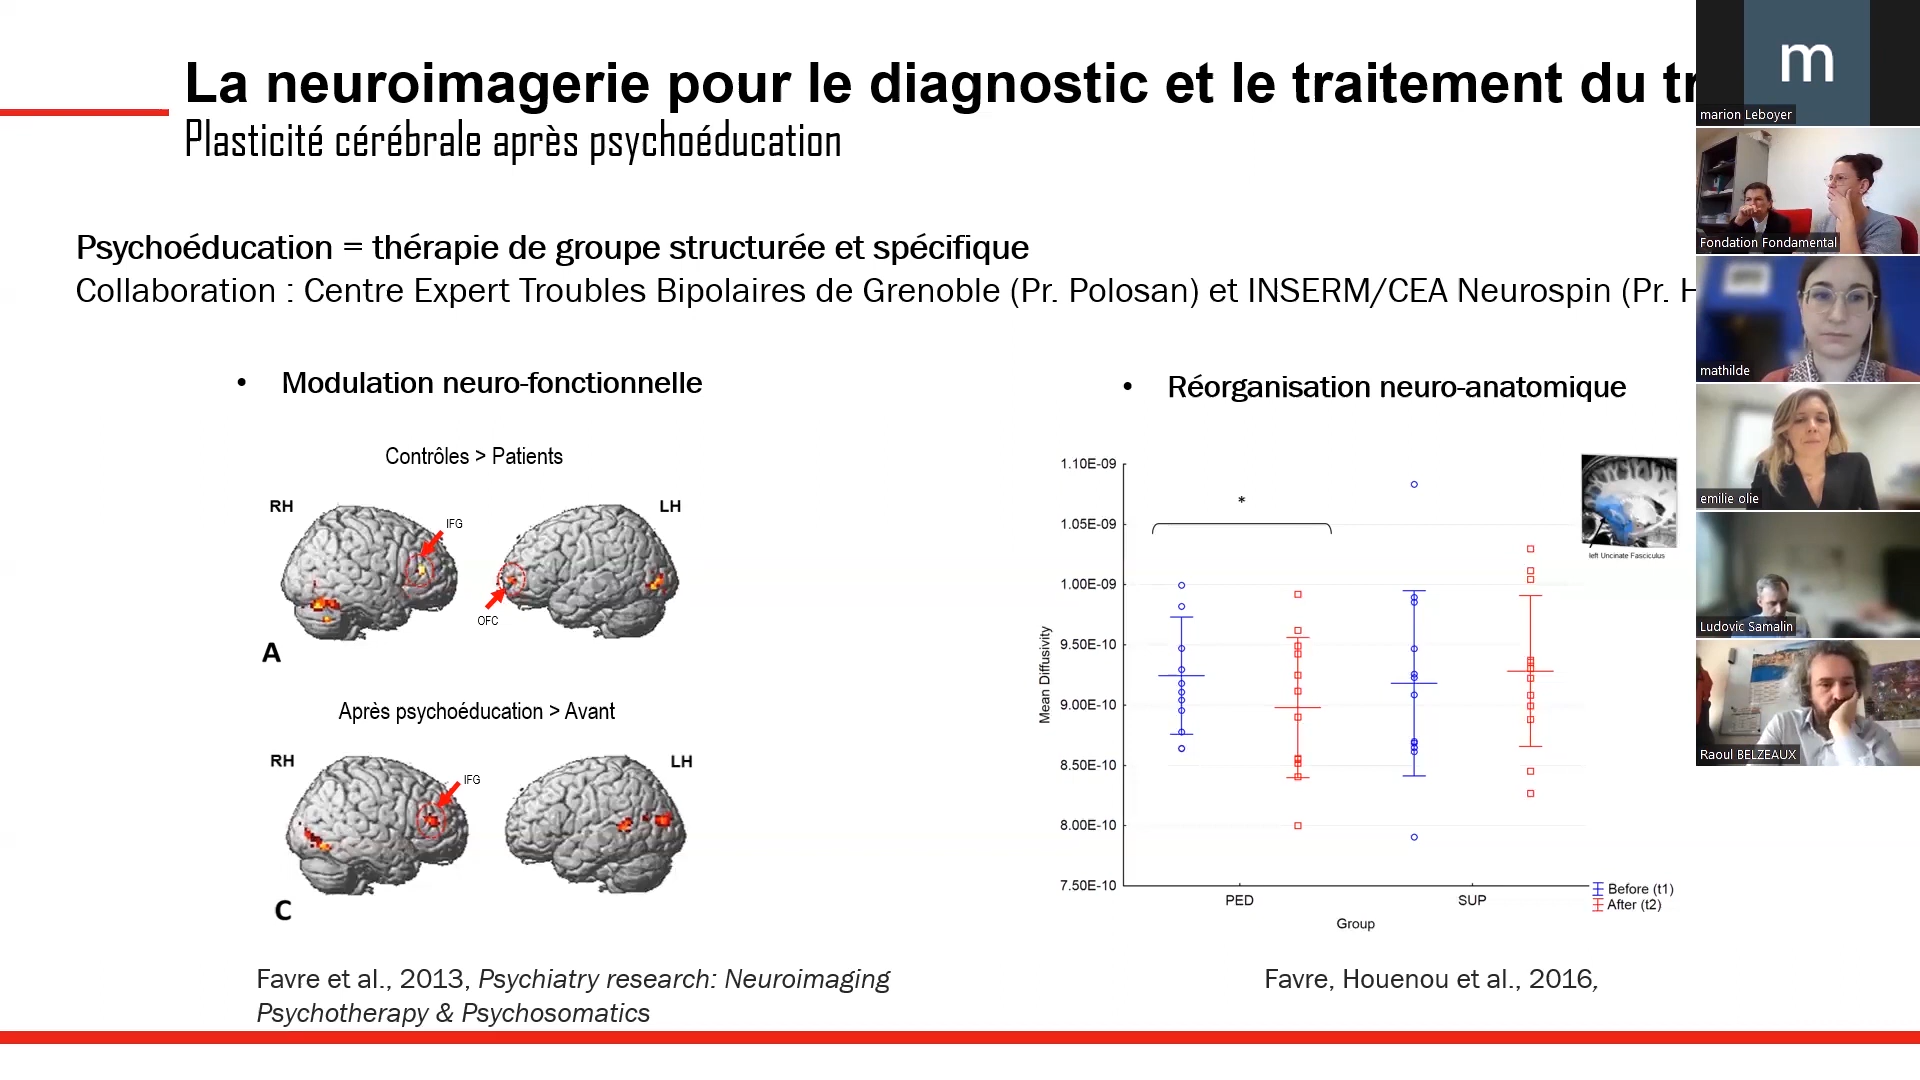 La neuroimagerie pour le diagnostic et le traitement du tr
Plasticité cérébrale après psychoéducation
Psychoéducation = thérapie de groupe structurée et spécifique
Collaboration : Centre Expert Troubles Bipolaires de Grenoble (Pr. Polosan) et INSERM/CEA Neurospin (Pr. H
• Modulation neuro-fonctionnelle
Contrôles > Patients
RH
IFG
LH
OFC
A
Après psychoéducation > Avant
RH
IFG
LH
C
Favre et al., 2013, Psychiatry research: Neuroimaging
Psychotherapy & Psychosomatics
• Réorganisation neuro-anatomique
1.10E-09
1.05E-09
1.00E-09
9.50E-10
9.00E-10
8.50E-10
8.00E-10
7.50E-10
Mean Diffusivity
*
left Uncinate Fasciculus
PED
SUP
Group
Before (t1)
After (t2)
Favre, Houenou et al., 2016,
m
marion Leboyer
Fondation Fondamental
mathilde
emilie olie
Ludovic Samalin
Raoul BELZEAUX